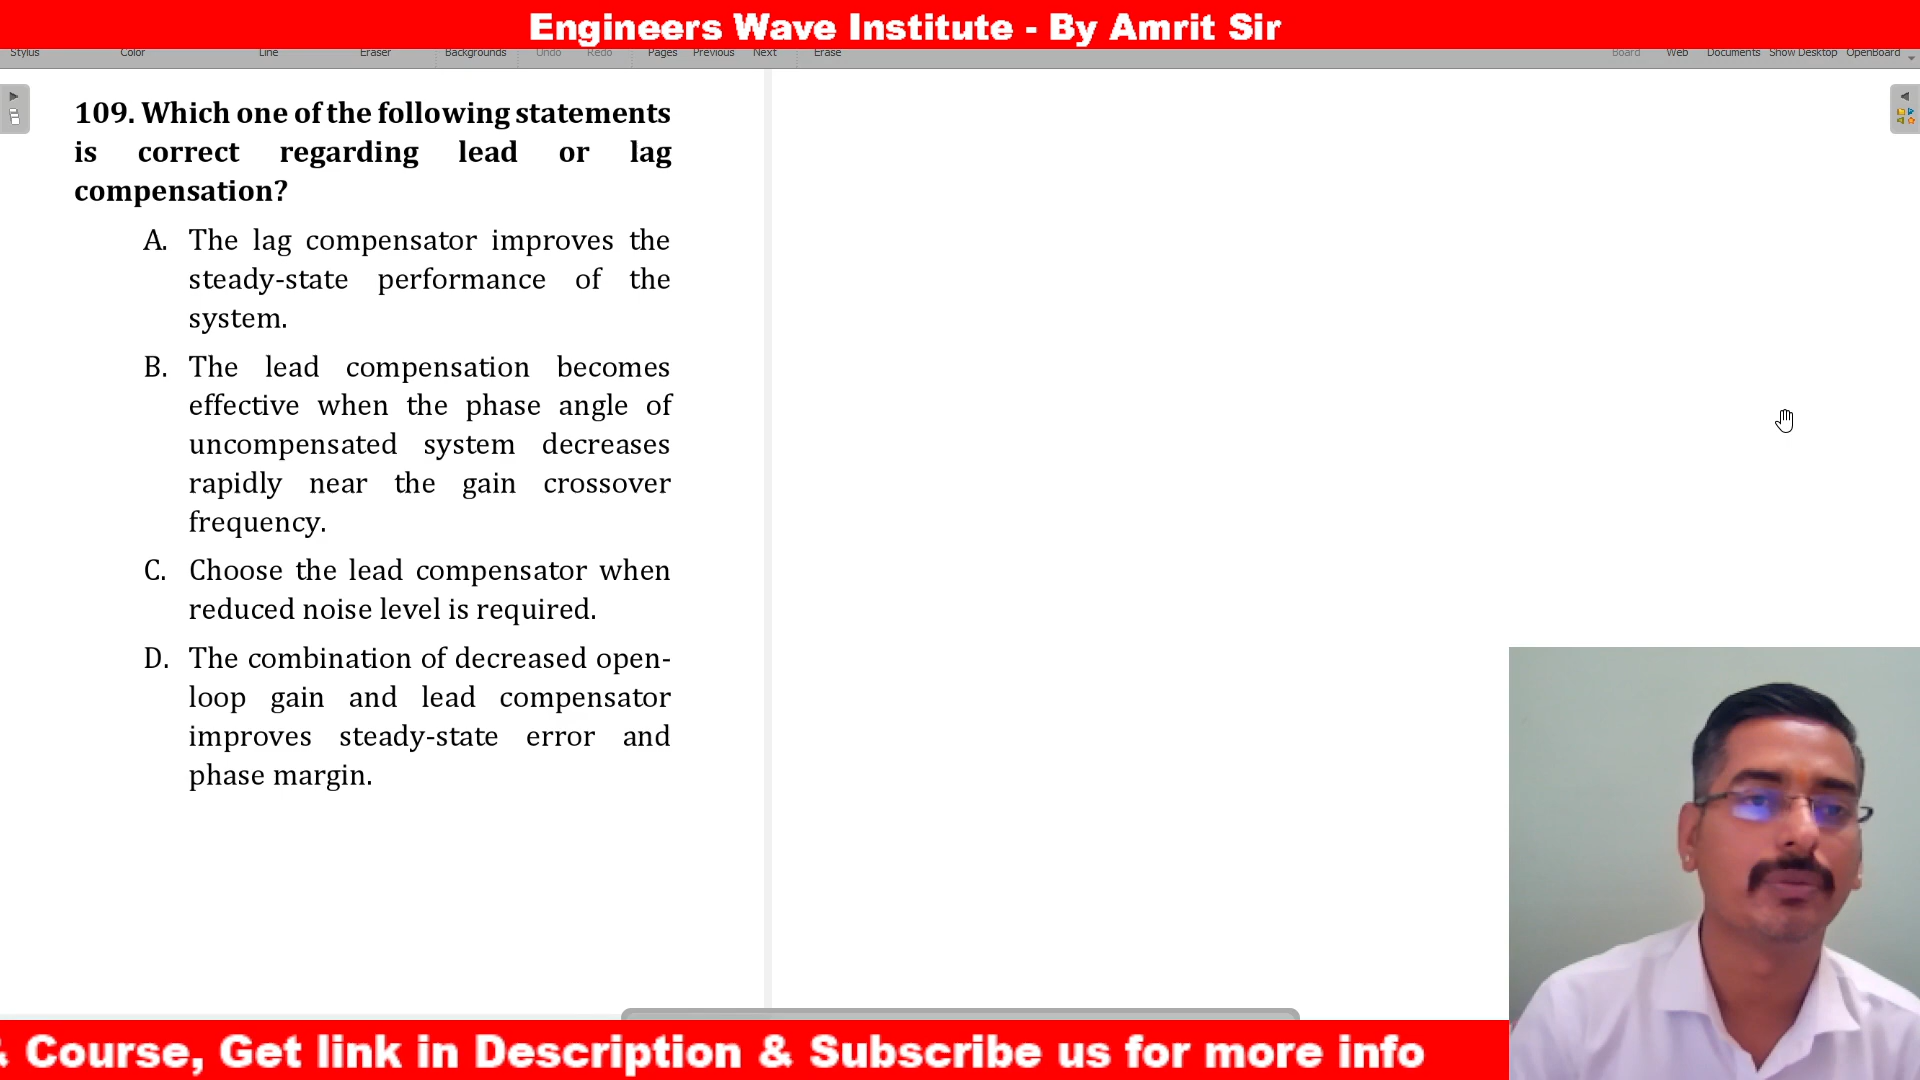 Engineers Wave Institute - By Amrit Sir
Stylus Color Line Eraser Backgrounds Undo Redo Pages Previous Next Erase Board Web Documents Show Desktop OpenBoard
109. Which one of the following statements
is correct regarding lead or lag
compensation?
A. The lag compensator improves the
steady-state performance of the
system.
B. The lead compensation becomes
effective when the phase angle of
uncompensated system decreases
rapidly near the gain crossover
frequency.
C. Choose the lead compensator when
reduced noise level is required.
D. The combination of decreased open-
loop gain and lead compensator
improves steady-state error and
phase margin.
& Course, Get link in Description & Subscribe us for more info